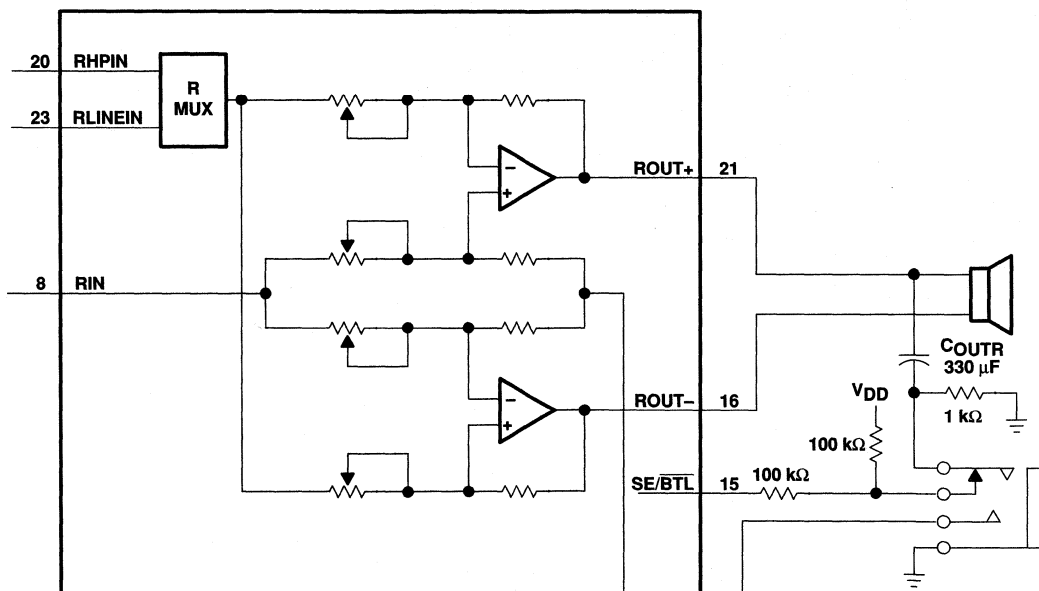 20 RHPIN
R
MUX
23 RLINEIN
ROUT+ 21
8 RIN
COUTR
330 µF
VDD
ROUT− 16
1 kΩ
100 kΩ
SE/BTL 15 100 kΩ
− + − +